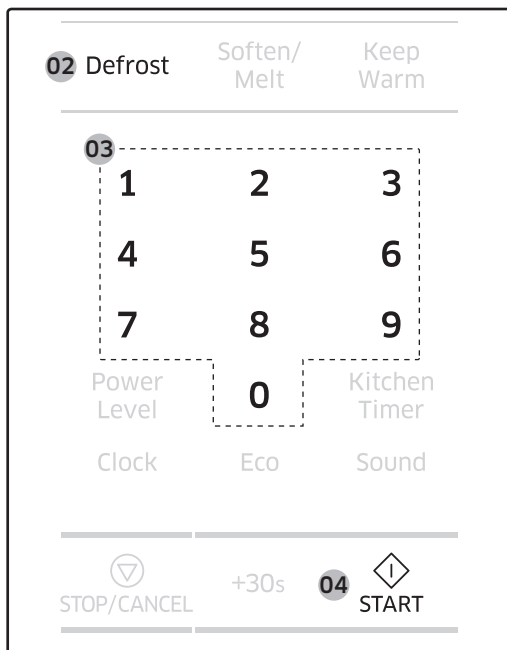 02 Defrost
Soften/
Melt
Keep
Warm
03
1 2 3
4 5 6
7 8 9
0
Power
Level
Kitchen
Timer
Clock Eco Sound
STOP/CANCEL
+30s
04
START